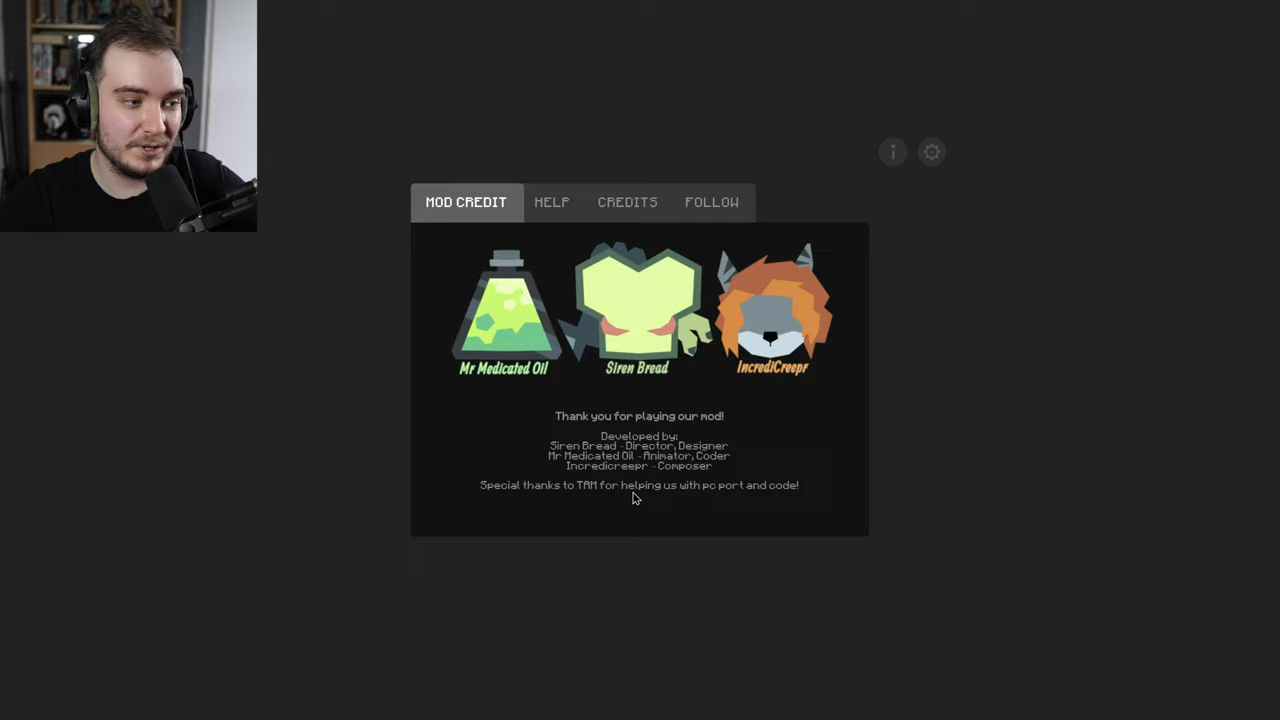 MOD CREDIT HELP CREDITS FOLLOW
Mr Medicated Oil Siren Bread IncrediCreepr
Thank you for playing our mod!
Developed by:
Siren Bread - Director, Designer
Mr Medicated Oil - Animator, Coder
Incredicreepr - Composer
Special thanks to TAM for helping us with pc port and code!